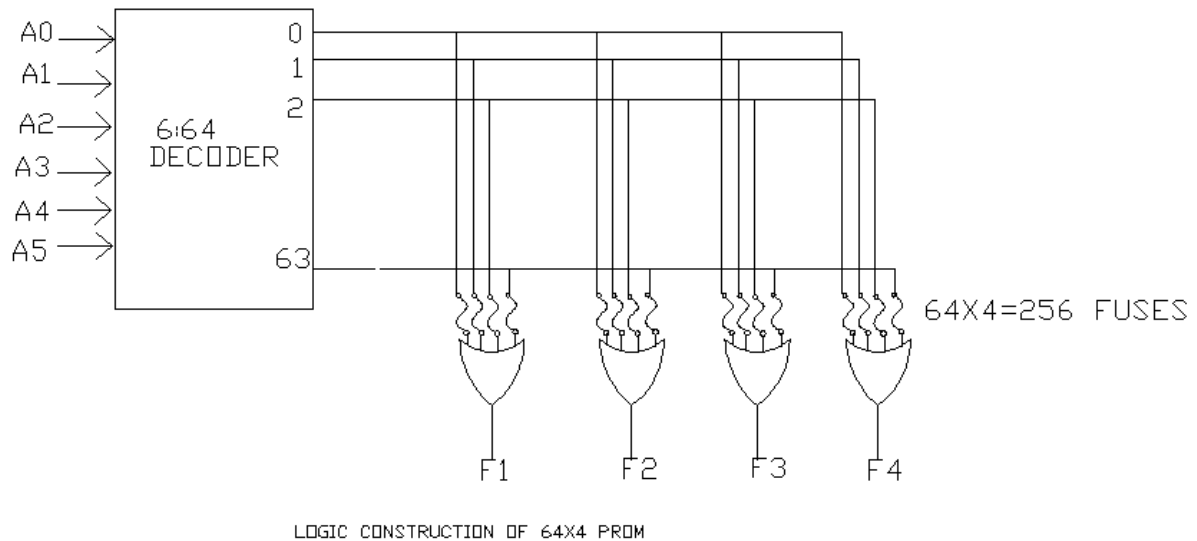 A0
A1
A2
A3
A4
A5
6:64
DECODER
0
1
2
63
64X4=256 FUSES
F1
F2
F3
F4
LOGIC CONSTRUCTION OF 64X4 PROM